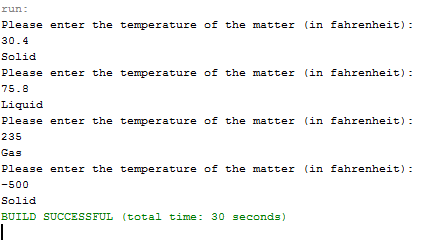 run:
Please enter the temperature of the matter (in fahrenheit):
30.4
Solid
Please enter the temperature of the matter (in fahrenheit):
75.8
Liquid
Please enter the temperature of the matter (in fahrenheit):
235
Gas
Please enter the temperature of the matter (in fahrenheit):
-500
Solid
BUILD SUCCESSFUL (total time: 30 seconds)